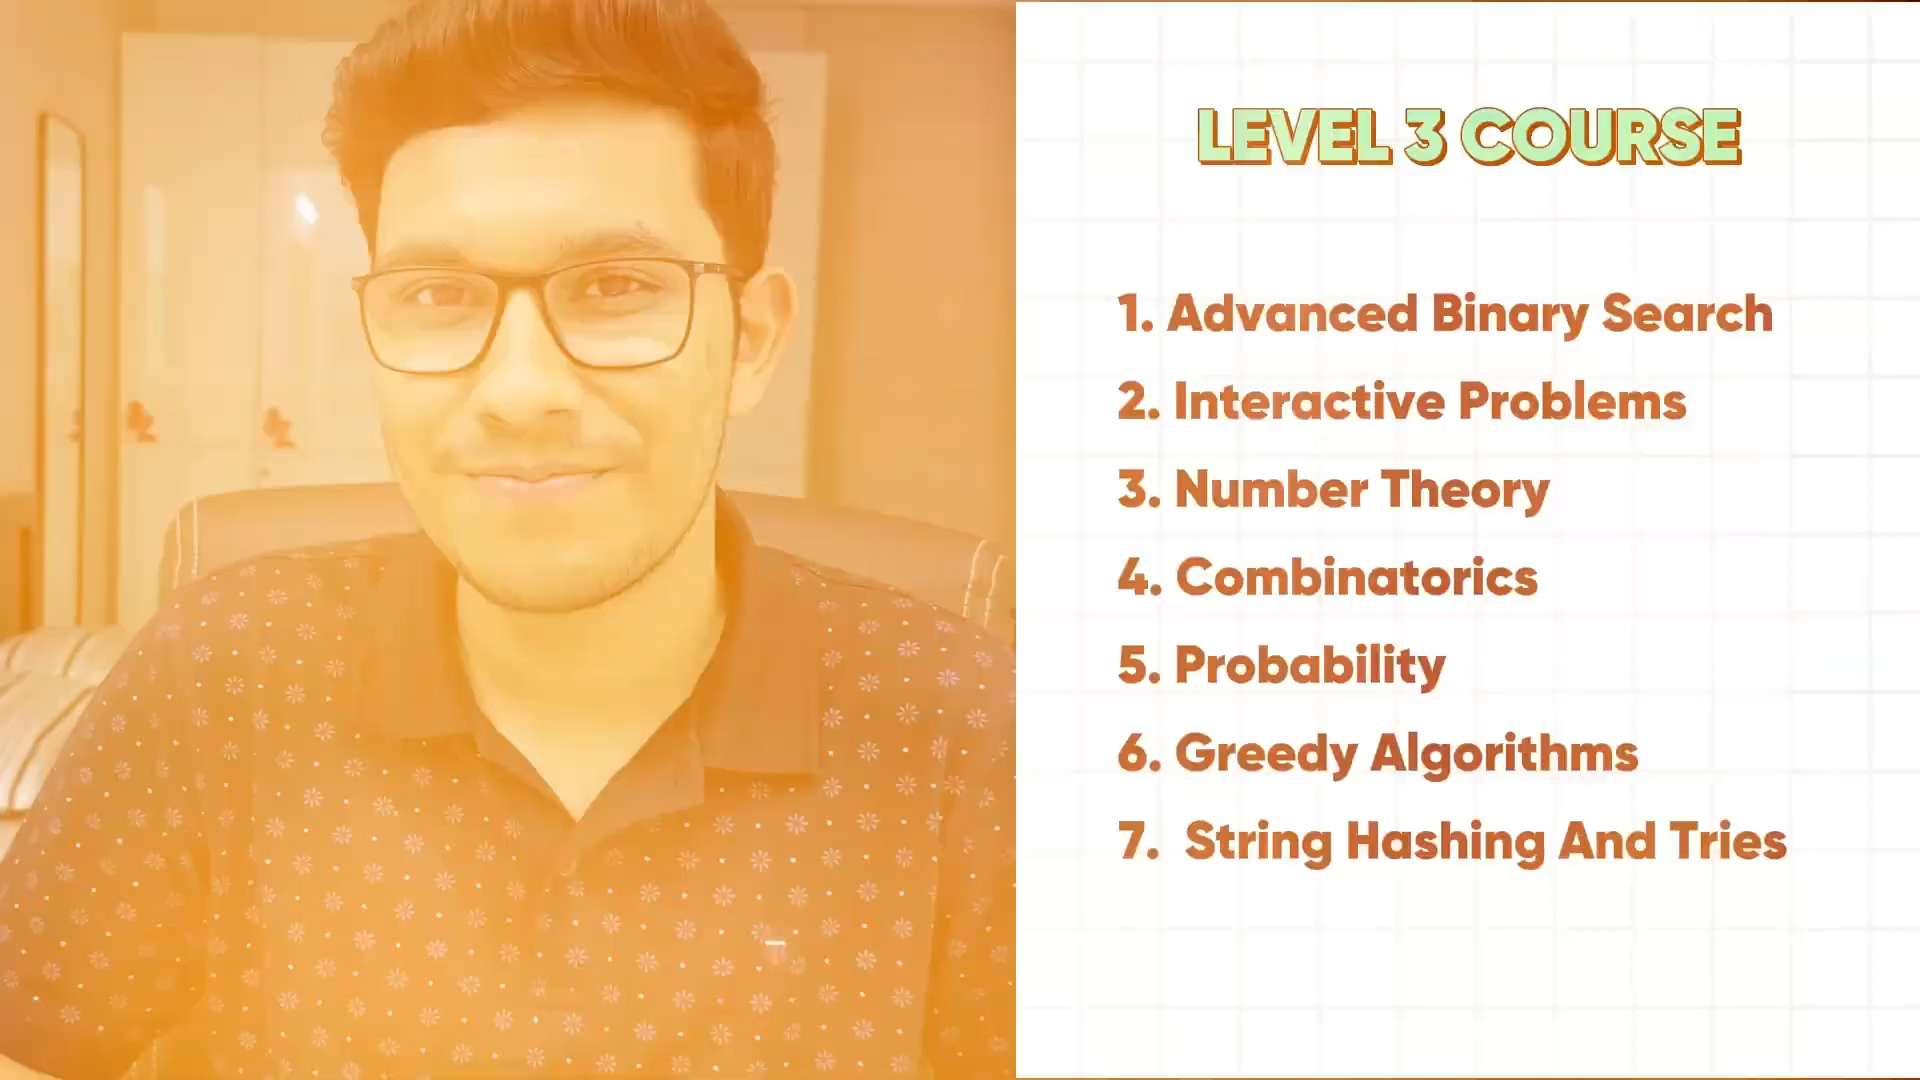 LEVEL 3 COURSE
1. Advanced Binary Search
2. Interactive Problems
3. Number Theory
4. Combinatorics
5. Probability
6. Greedy Algorithms
7. String Hashing And Tries